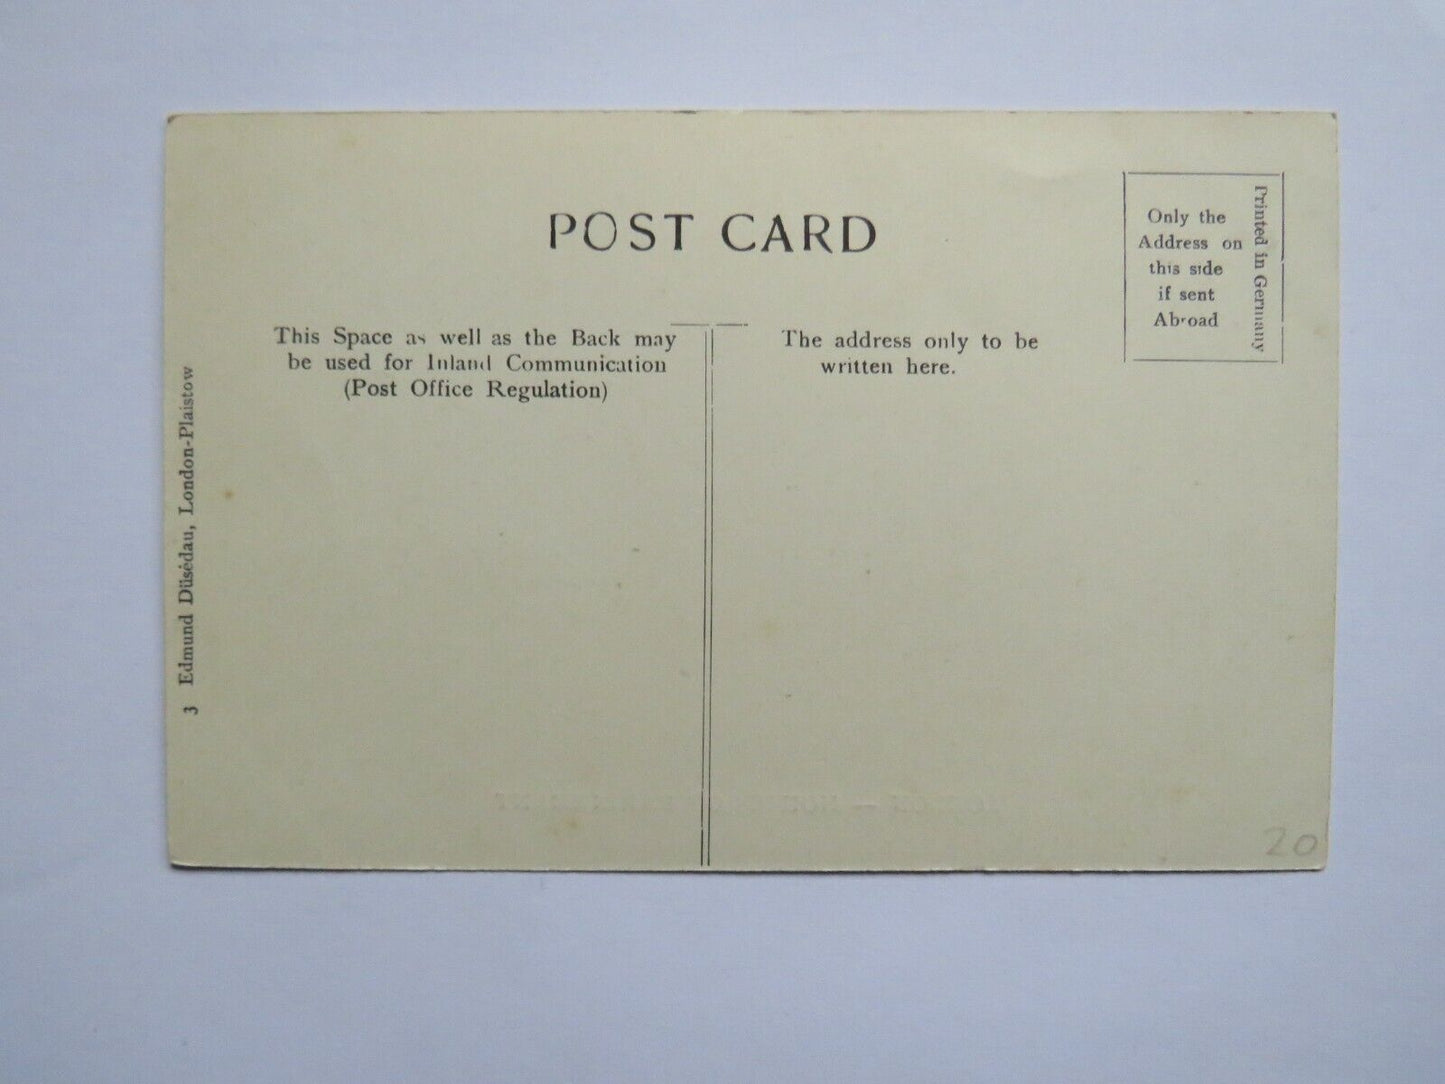 POST CARD
Only the
Address on
this side
if sent
Abroad
Printed in Germany
This Space as well as the Back may
be used for Inland Communication
(Post Office Regulation)
The address only to be
written here.
3 Edmund Düsédau, London-Plaistow
20